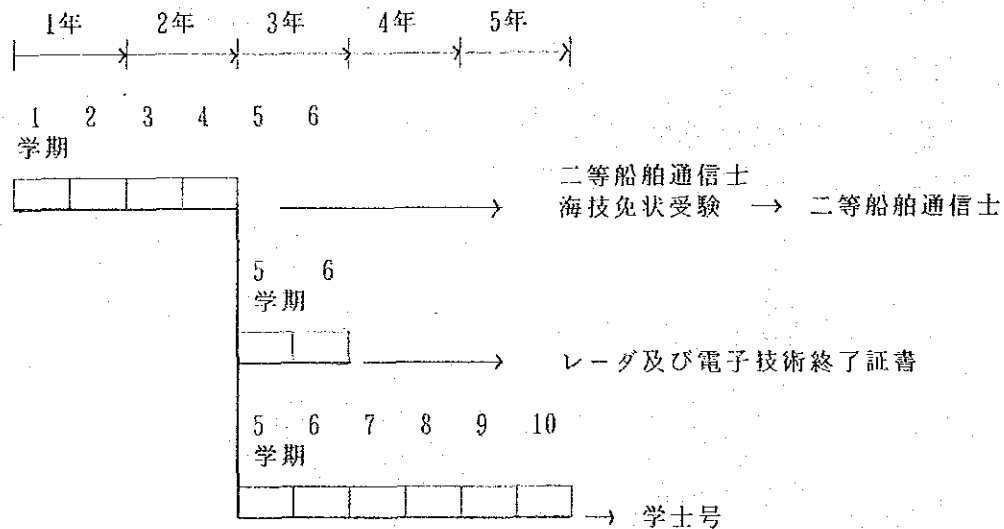 1年 2年 3年 4年 5年
1 2 3 4 5 6
学期
二等船舶通信士
海技免状受験 → 二等船舶通信士
5 6
学期
レーダ及び電子技術終了証書
5 6 7 8 9 10
学期
→ 学士号